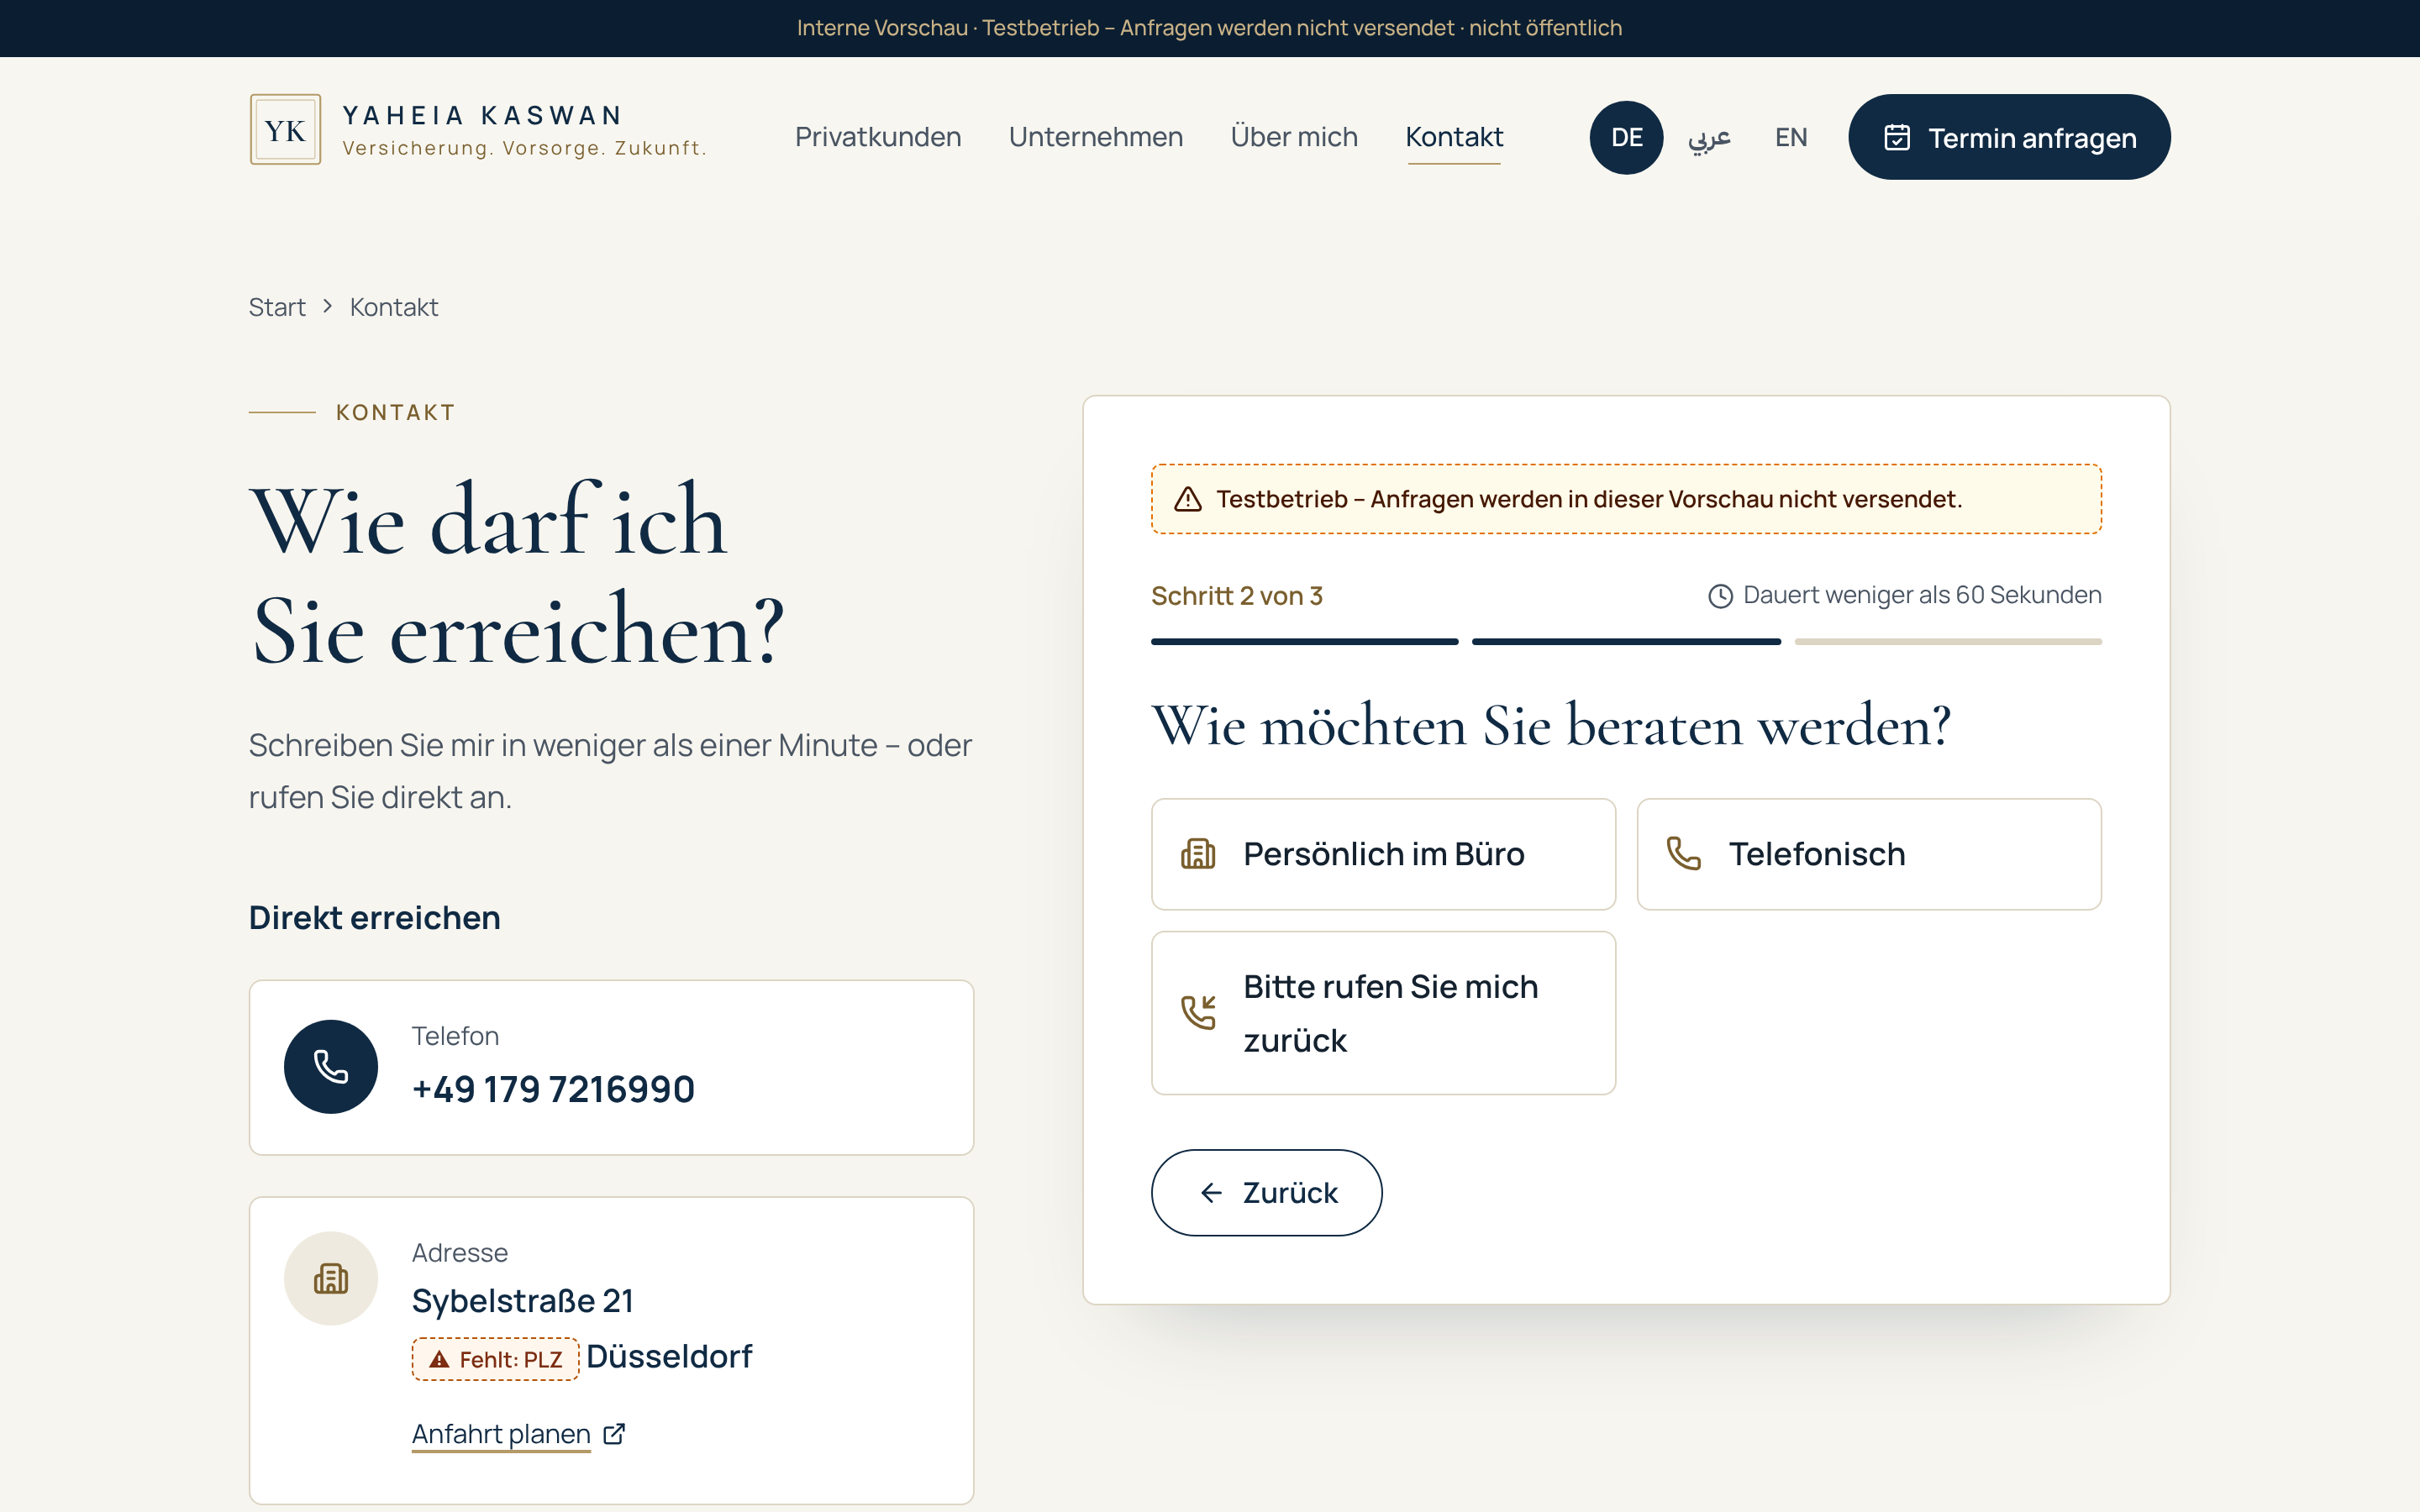 Interne Vorschau · Testbetrieb – Anfragen werden nicht versendet · nicht öffentlich
YK
YAHEIA KASWAN
Versicherung. Vorsorge. Zukunft.
Privatkunden
Unternehmen
Über mich
Kontakt
DE
عربي
EN
Termin anfragen
Start
Kontakt
KONTAKT
Wie darf ich
Sie erreichen?
Schreiben Sie mir in weniger als einer Minute – oder
rufen Sie direkt an.
Direkt erreichen
Telefon
+49 179 7216990
Adresse
Sybelstraße 21
Fehlt: PLZ Düsseldorf
Anfahrt planen
Testbetrieb – Anfragen werden in dieser Vorschau nicht versendet.
Schritt 2 von 3
Dauert weniger als 60 Sekunden
Wie möchten Sie beraten werden?
Persönlich im Büro
Telefonisch
Bitte rufen Sie mich
zurück
Zurück